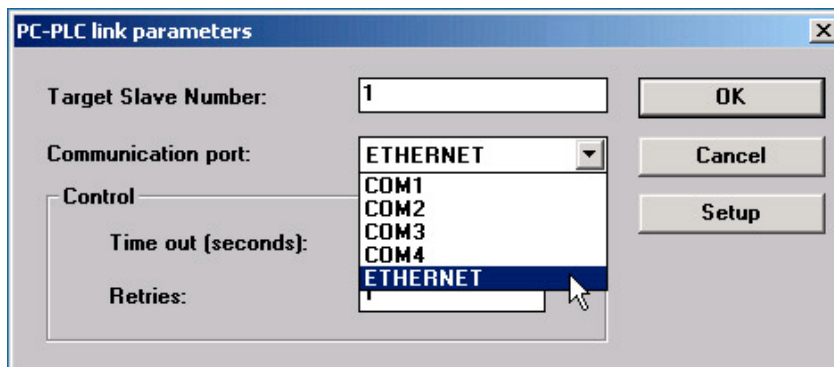 PC-PLC link parameters
Target Slave Number: 1 OK
Communication port: ETHERNET Cancel
Control COM1
COM2 Setup
COM3
Time out (seconds):
COM4
ETHERNET
Retries: